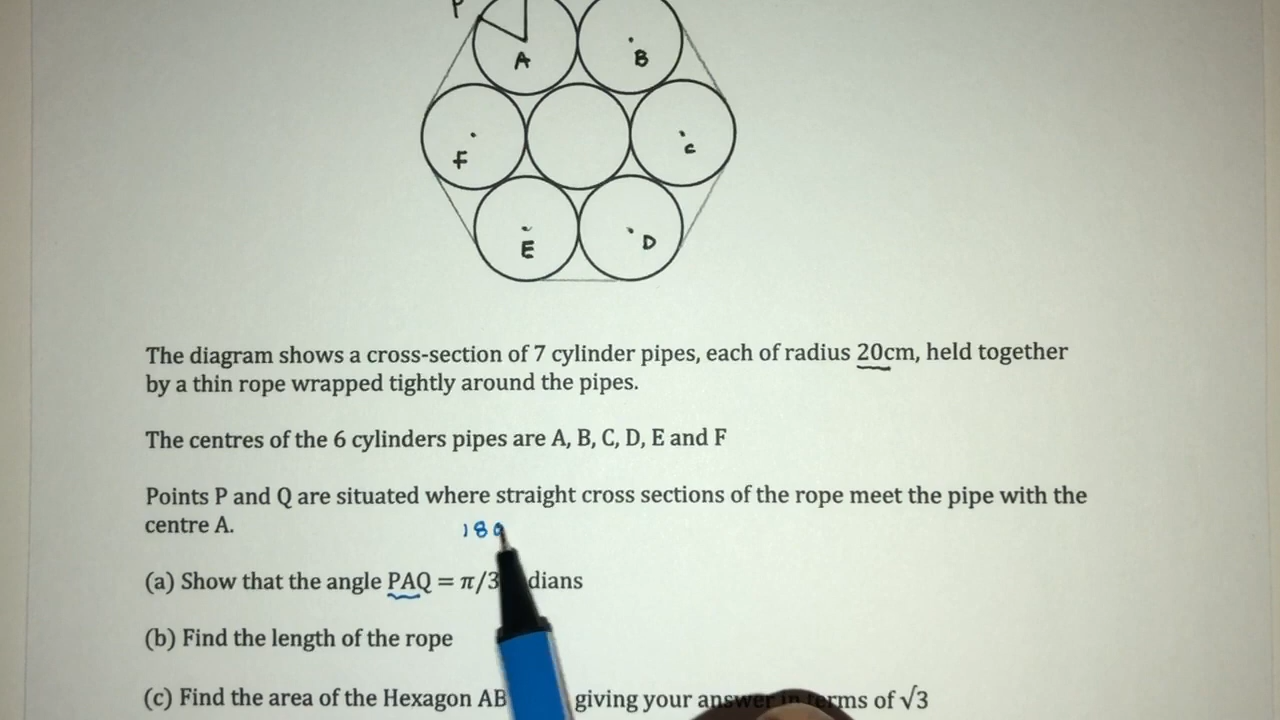 P
A
B
F
C
E
D
The diagram shows a cross-section of 7 cylinder pipes, each of radius 20cm, held together
by a thin rope wrapped tightly around the pipes.
The centres of the 6 cylinders pipes are A, B, C, D, E and F
Points P and Q are situated where straight cross sections of the rope meet the pipe with the
centre A.
180
(a) Show that the angle PAQ = π/3 dians
(b) Find the length of the rope
(c) Find the area of the Hexagon AB giving your answer in terms of √3